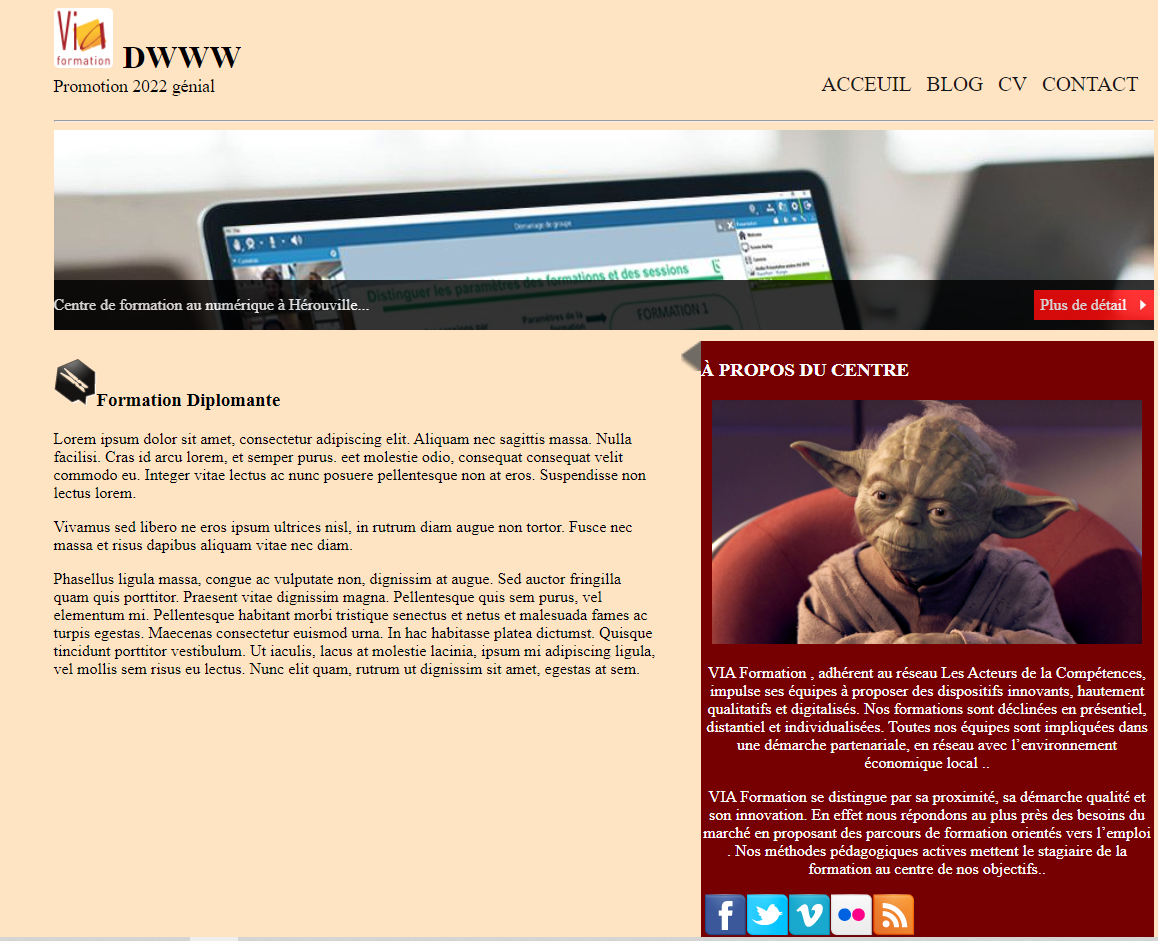 Via
formation
DWWW
Promotion 2022 génial
ACCEUIL BLOG CV CONTACT
Démarrage de groupe
Distinguer les paramètres des formations et des sessions
FORMATION 1
Centre de formation au numérique à Hérouville...
Plus de détail
Formation Diplomante
Lorem ipsum dolor sit amet, consectetur adipiscing elit. Aliquam nec sagittis massa. Nulla
facilisi. Cras id arcu lorem, et semper purus. eet molestie odio, consequat consequat velit
commodo eu. Integer vitae lectus ac nunc posuere pellentesque non at eros. Suspendisse non
lectus lorem.
Vivamus sed libero ne eros ipsum ultrices nisl, in rutrum diam augue non tortor. Fusce nec
massa et risus dapibus aliquam vitae nec diam.
Phasellus ligula massa, congue ac vulputate non, dignissim at augue. Sed auctor fringilla
quam quis porttitor. Praesent vitae dignissim magna. Pellentesque quis sem purus, vel
elementum mi. Pellentesque habitant morbi tristique senectus et netus et malesuada fames ac
turpis egestas. Maecenas consectetur euismod urna. In hac habitasse platea dictumst. Quisque
tincidunt porttitor vestibulum. Ut iaculis, lacus at molestie lacinia, ipsum mi adipiscing ligula,
vel mollis sem risus eu lectus. Nunc elit quam, rutrum ut dignissim sit amet, egestas at sem.
À PROPOS DU CENTRE
VIA Formation , adhérent au réseau Les Acteurs de la Compétences,
impulse ses équipes à proposer des dispositifs innovants, hautement
qualitatifs et digitalisés. Nos formations sont déclinées en présentiel,
distantiel et individualisées. Toutes nos équipes sont impliquées dans
une démarche partenariale, en réseau avec l’environnement
économique local ..
VIA Formation se distingue par sa proximité, sa démarche qualité et
son innovation. En effet nous répondons au plus près des besoins du
marché en proposant des parcours de formation orientés vers l’emploi
. Nos méthodes pédagogiques actives mettent le stagiaire de la
formation au centre de nos objectifs..